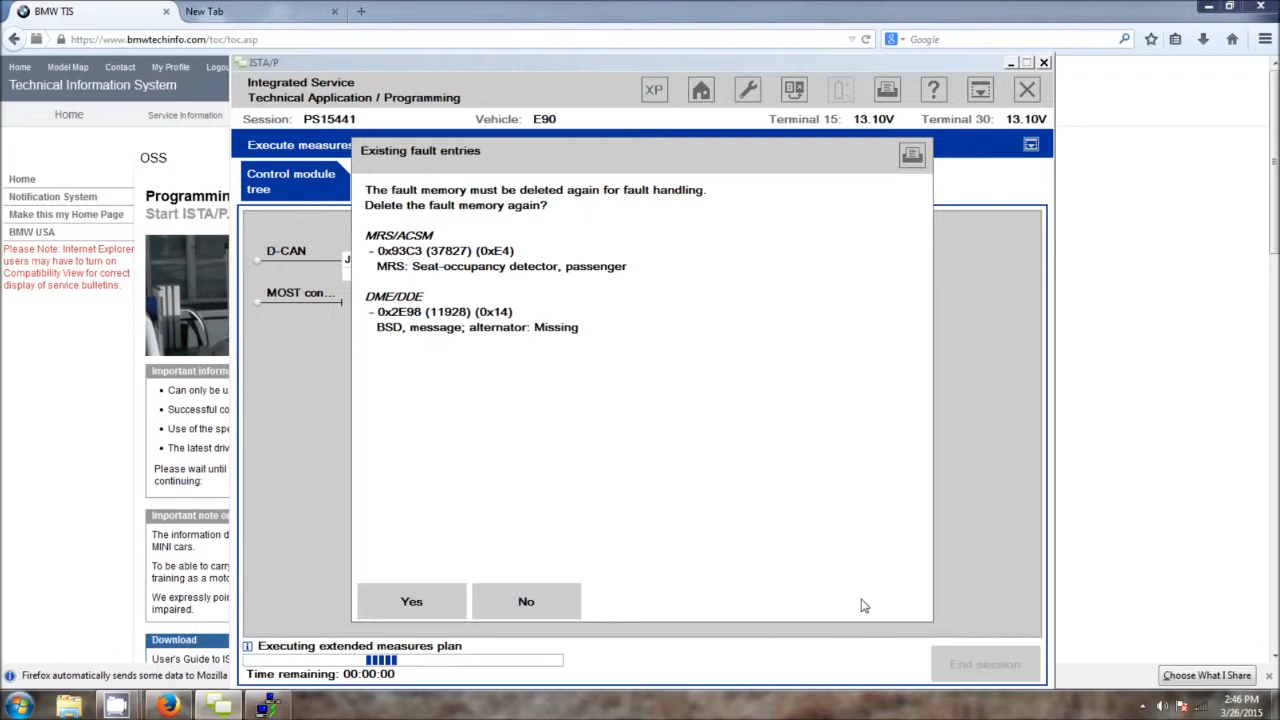 BMW TIS
New Tab
https://www.bmwtechinfo.com/toc/toc.asp
Google
Home Model Map Contact My Profile Logou
Technical Information System
Home Service Information
OSS
Home
Notification System
Make this my Home Page
BMW USA
Please Note: Internet Explorer
users may have to turn on
Compatibility View for correct
display of service bulletins.
Programmin
Start ISTA/P.
Important inform
Can only be u
Successful co
Use of the spe
The latest driv
Please wait until
continuing:
Important note o
The information d
MINI cars.
To be able to carry
training as a moto
We expressly poin
impaired.
Download
User's Guide to IS
ISTA/P
Integrated Service
Technical Application / Programming
XP
?
Session: PS15441 Vehicle: E90 Terminal 15: 13.10V Terminal 30: 13.10V
Execute measures
Control module
tree
D-CAN
J
MOST con...
Existing fault entries
The fault memory must be deleted again for fault handling.
Delete the fault memory again?
MRS/ACSM
- 0x93C3 (37827) (0xE4)
MRS: Seat-occupancy detector, passenger
DME/DDE
- 0x2E98 (11928) (0x14)
BSD, message; alternator: Missing
Yes No
Executing extended measures plan
Time remaining: 00:00:00
End session
Firefox automatically sends some data to Mozilla
Choose What I Share
2:46 PM
3/26/2015